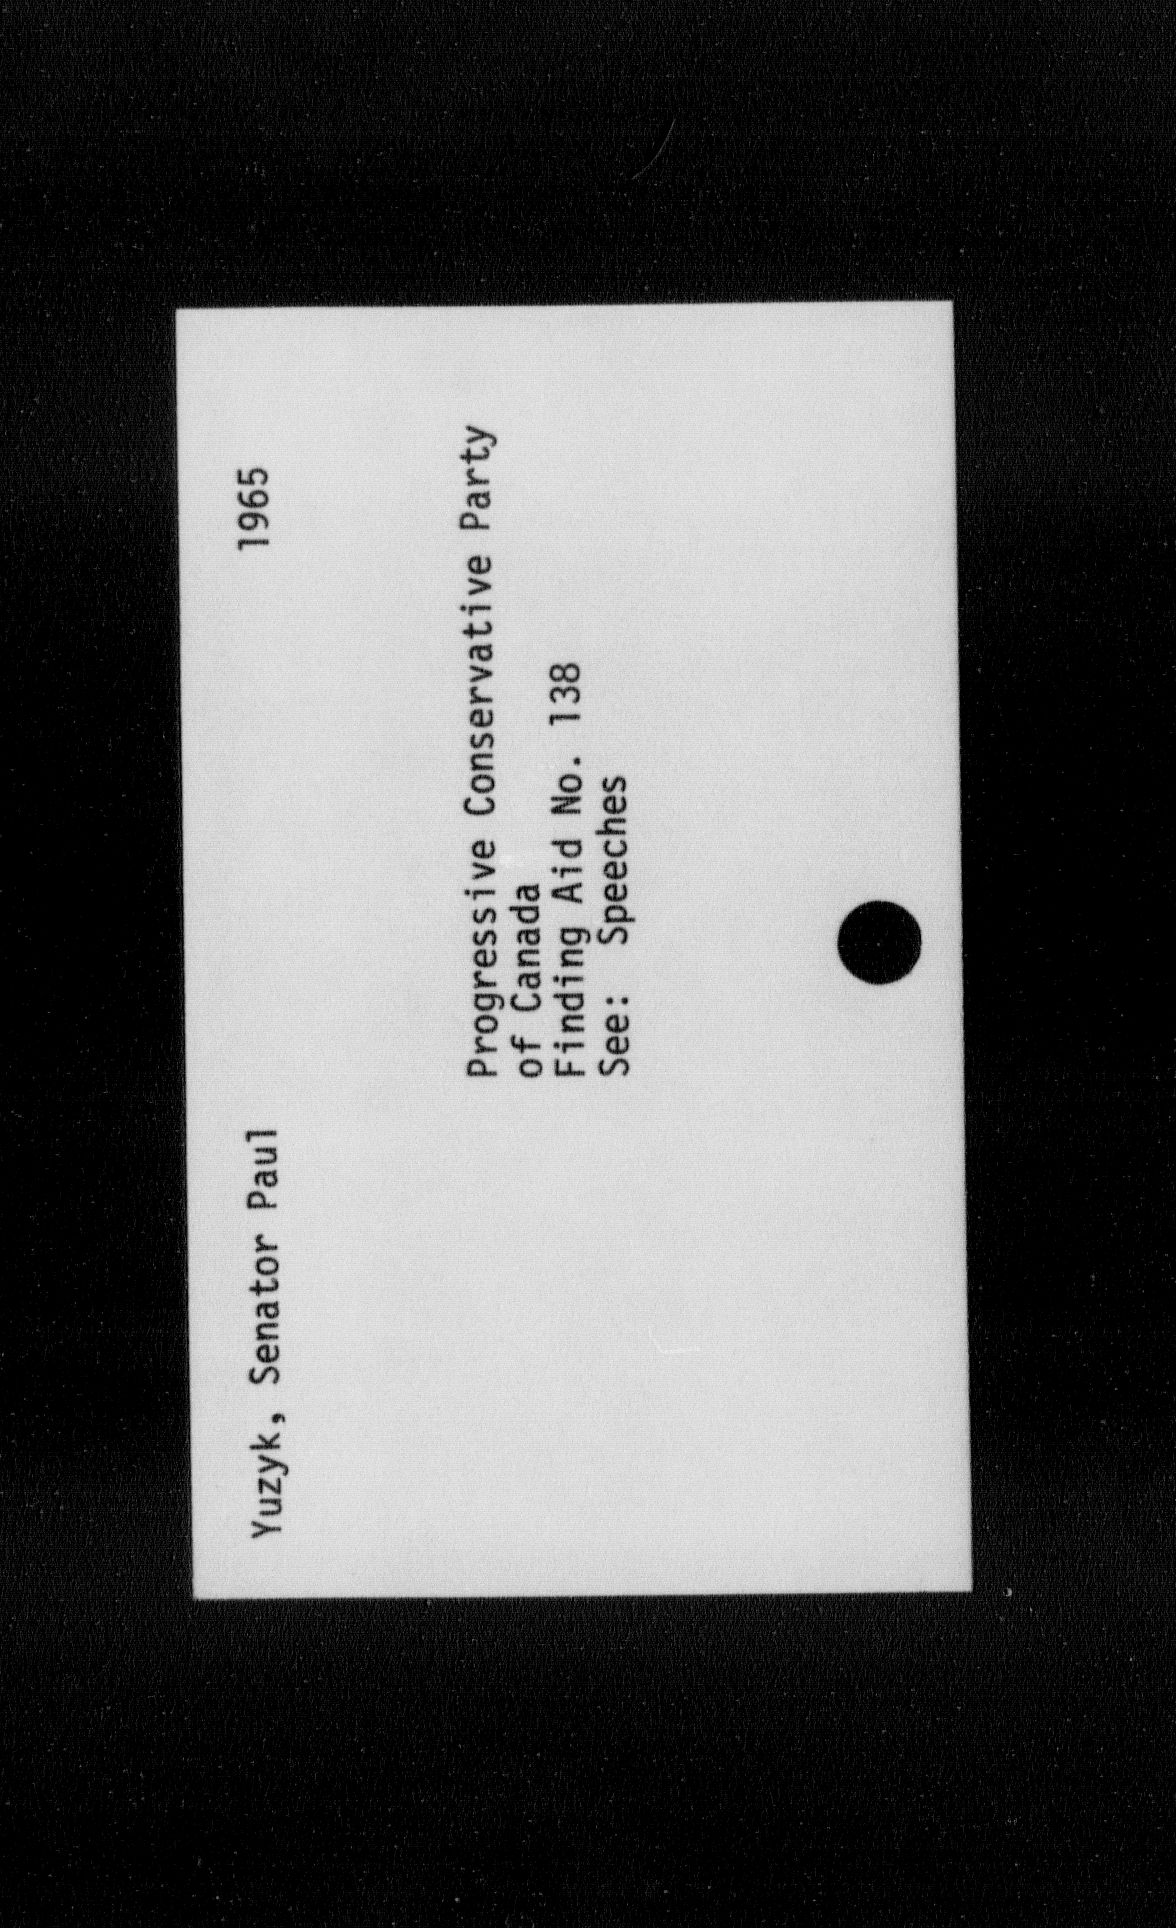 Yuzyk, Senator Paul 1965
Progressive Conservative Party
of Canada
Finding Aid No. 138
See: Speeches